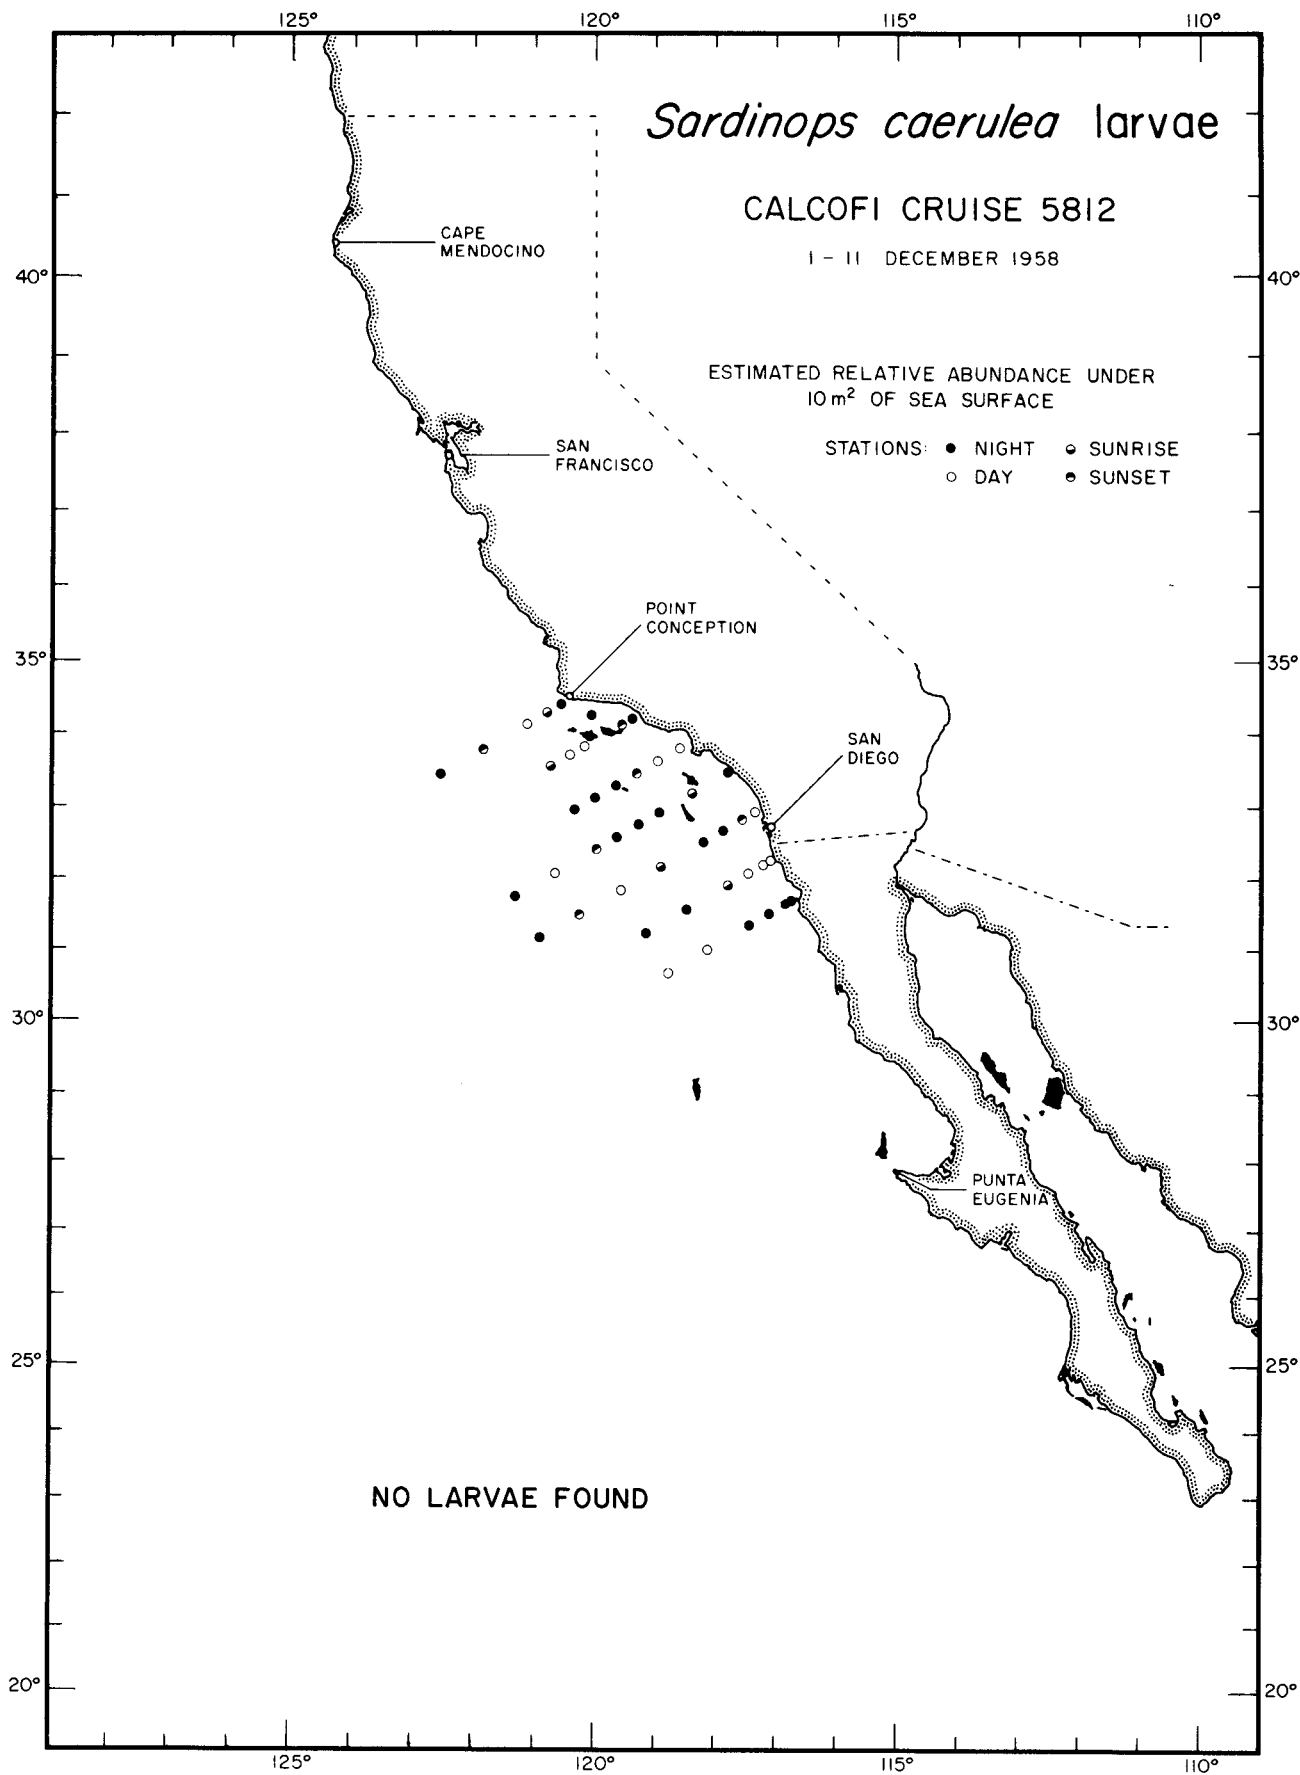 125° 120° 115° 110°
Sardinops caerulea larvae
CALCOFI CRUISE 5812
1 - 11 DECEMBER 1958
CAPE
MENDOCINO
40° 40°
ESTIMATED RELATIVE ABUNDANCE UNDER
10 m² OF SEA SURFACE
STATIONS: NIGHT SUNRISE
DAY SUNSET
SAN
FRANCISCO
POINT
CONCEPTION
35° 35°
SAN
DIEGO
30° 30°
PUNTA
EUGENIA
25° 25°
NO LARVAE FOUND
20° 20°
125° 120° 115° 110°